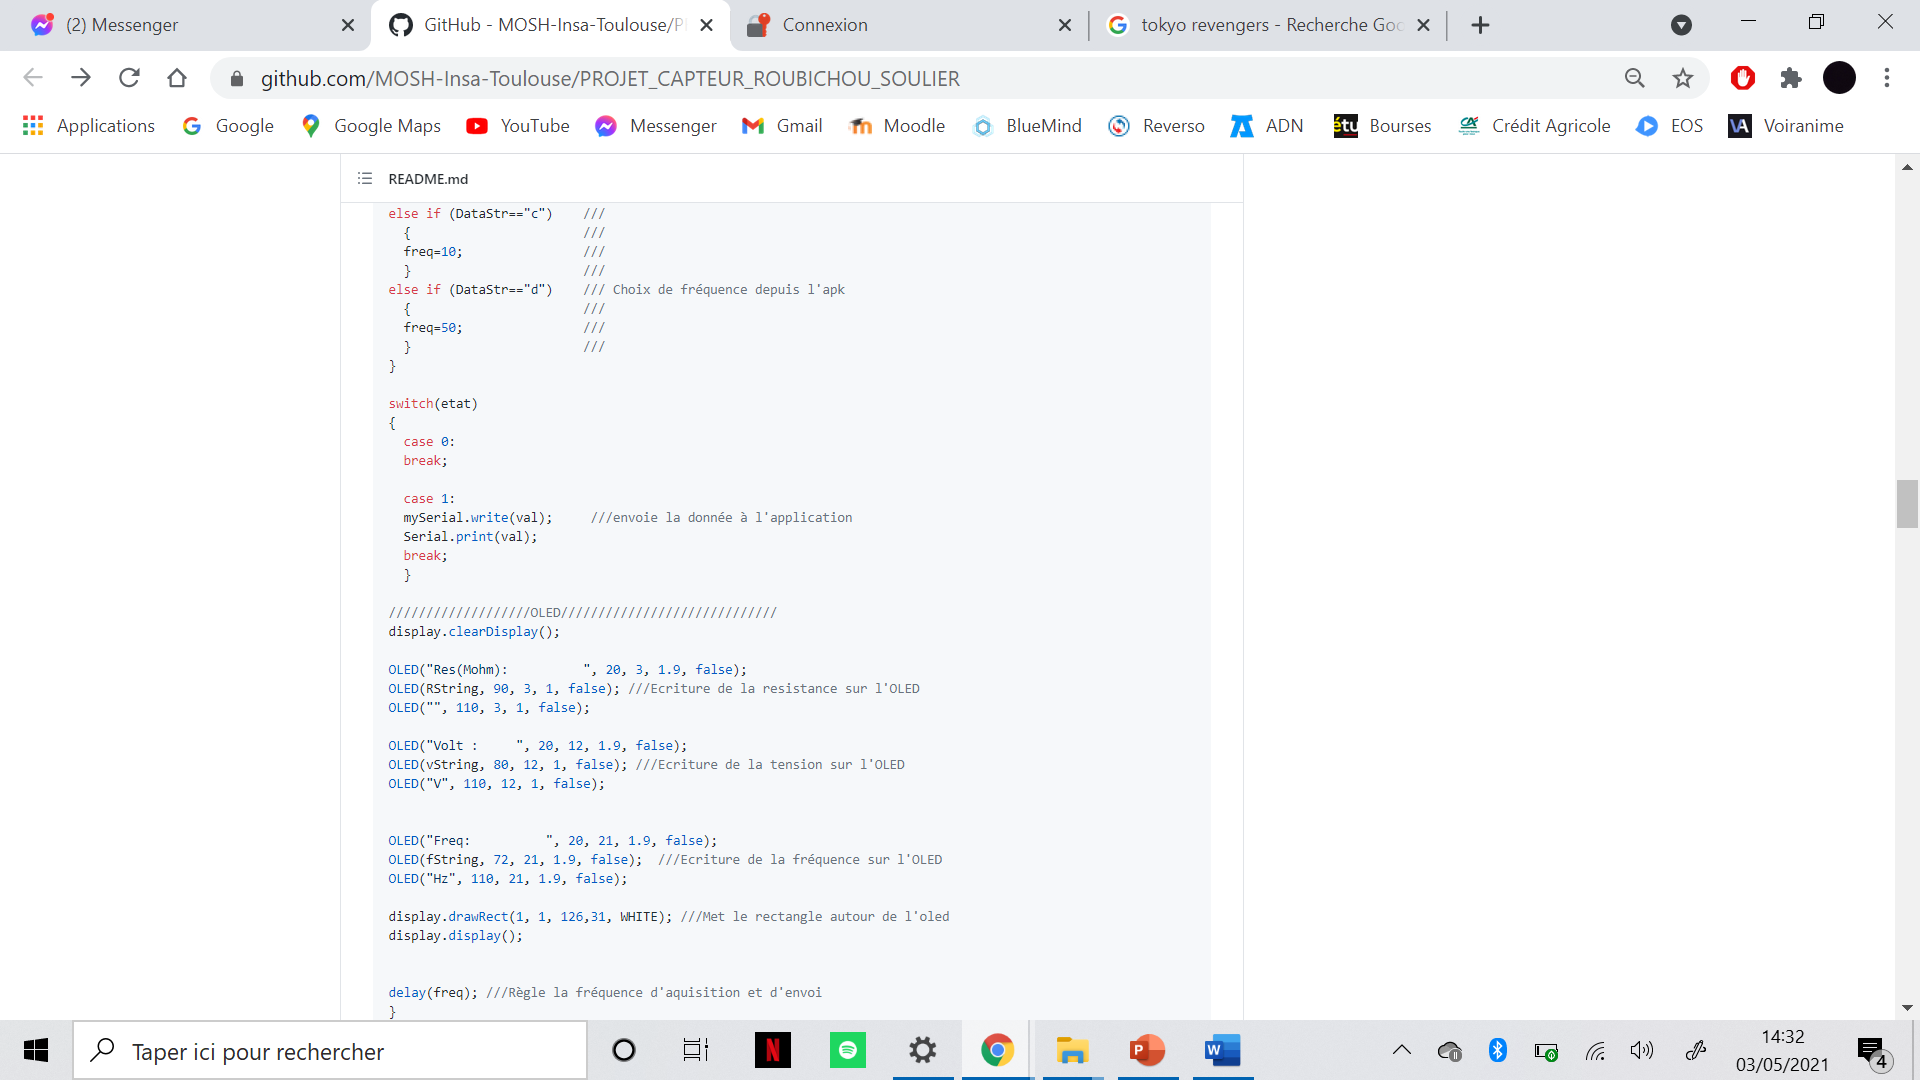 (2) Messenger
GitHub - MOSH-Insa-Toulouse/P
Connexion
tokyo revengers - Recherche Goo
github.com/MOSH-Insa-Toulouse/PROJET_CAPTEUR_ROUBICHOU_SOULIER
Applications Google Google Maps YouTube Messenger Gmail Moodle BlueMind Reverso ADN étu Bourses Crédit Agricole EOS VA Voiranime
README.md
else if (DataStr=="c") ///
{ ///
freq=10; ///
} ///
else if (DataStr=="d") /// Choix de fréquence depuis l'apk
{ ///
freq=50; ///
} ///
}
switch(etat)
{
case 0:
break;
case 1:
mySerial.write(val); ///envoie la donnée à l'application
Serial.print(val);
break;
}
///////////////////OLED/////////////////////////////
display.clearDisplay();
OLED("Res(Mohm):          ", 20, 3, 1.9, false);
OLED(RString, 90, 3, 1, false); ///Ecriture de la resistance sur l'OLED
OLED("", 110, 3, 1, false);
OLED("Volt :     ", 20, 12, 1.9, false);
OLED(vString, 80, 12, 1, false); ///Ecriture de la tension sur l'OLED
OLED("V", 110, 12, 1, false);
OLED("Freq:          ", 20, 21, 1.9, false);
OLED(fString, 72, 21, 1.9, false);  ///Ecriture de la fréquence sur l'OLED
OLED("Hz", 110, 21, 1.9, false);
display.drawRect(1, 1, 126,31, WHITE); ///Met le rectangle autour de l'oled
display.display();
delay(freq); ///Règle la fréquence d'aquisition et d'envoi
}
Taper ici pour rechercher
14:32
03/05/2021
4